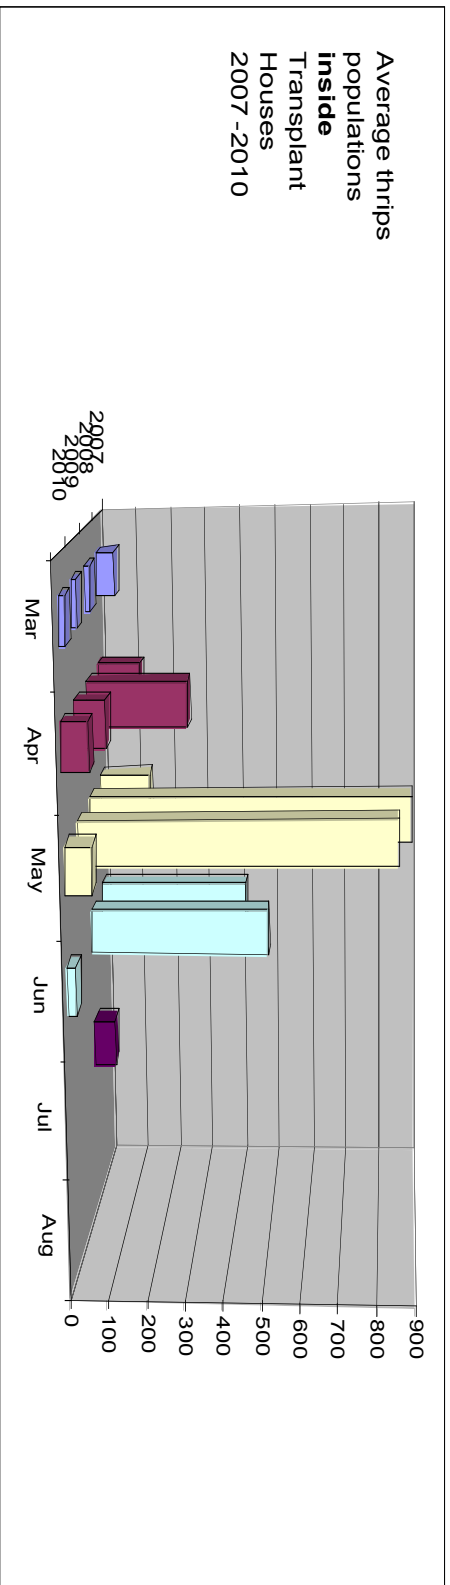 Average thrips
populations
inside
Transplant
Houses
2007 -2010
900
800
700
600
500
400
300
200
100
0
2007
2008
2009
2010
Mar
Apr
May
Jun
Jul
Aug